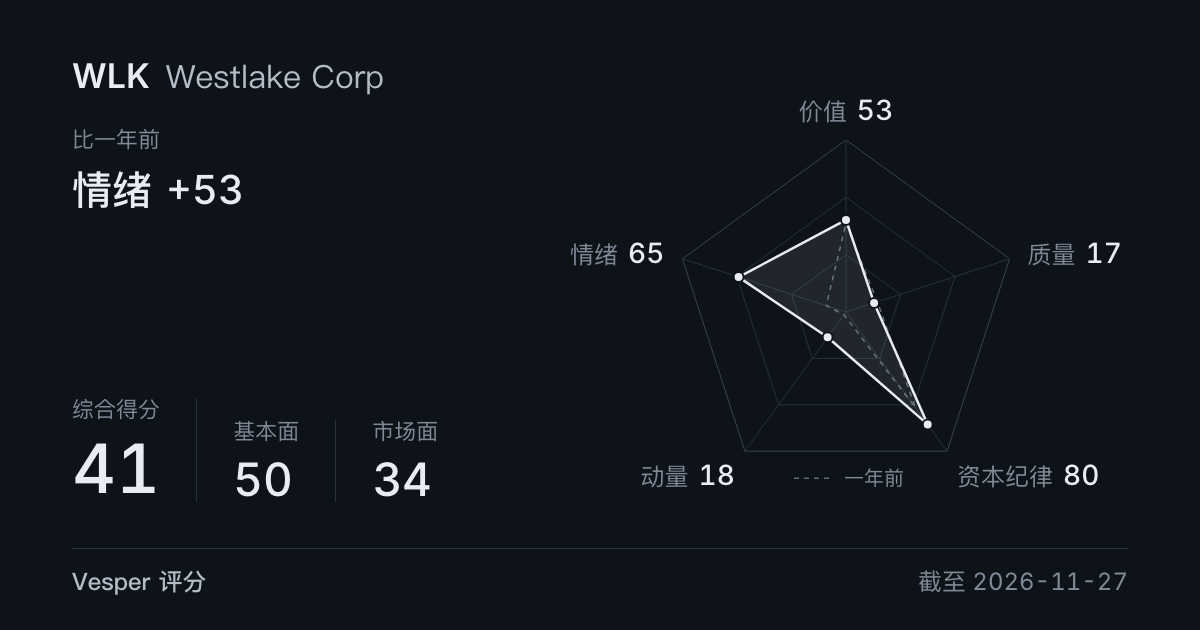 WLK Westlake Corp
比一年前
情绪 +53
价值 53
情绪 65
质量 17
动量 18
---- 一年前
资本纪律 80
综合得分
41
基本面
50
市场面
34
Vesper 评分
截至 2026-11-27